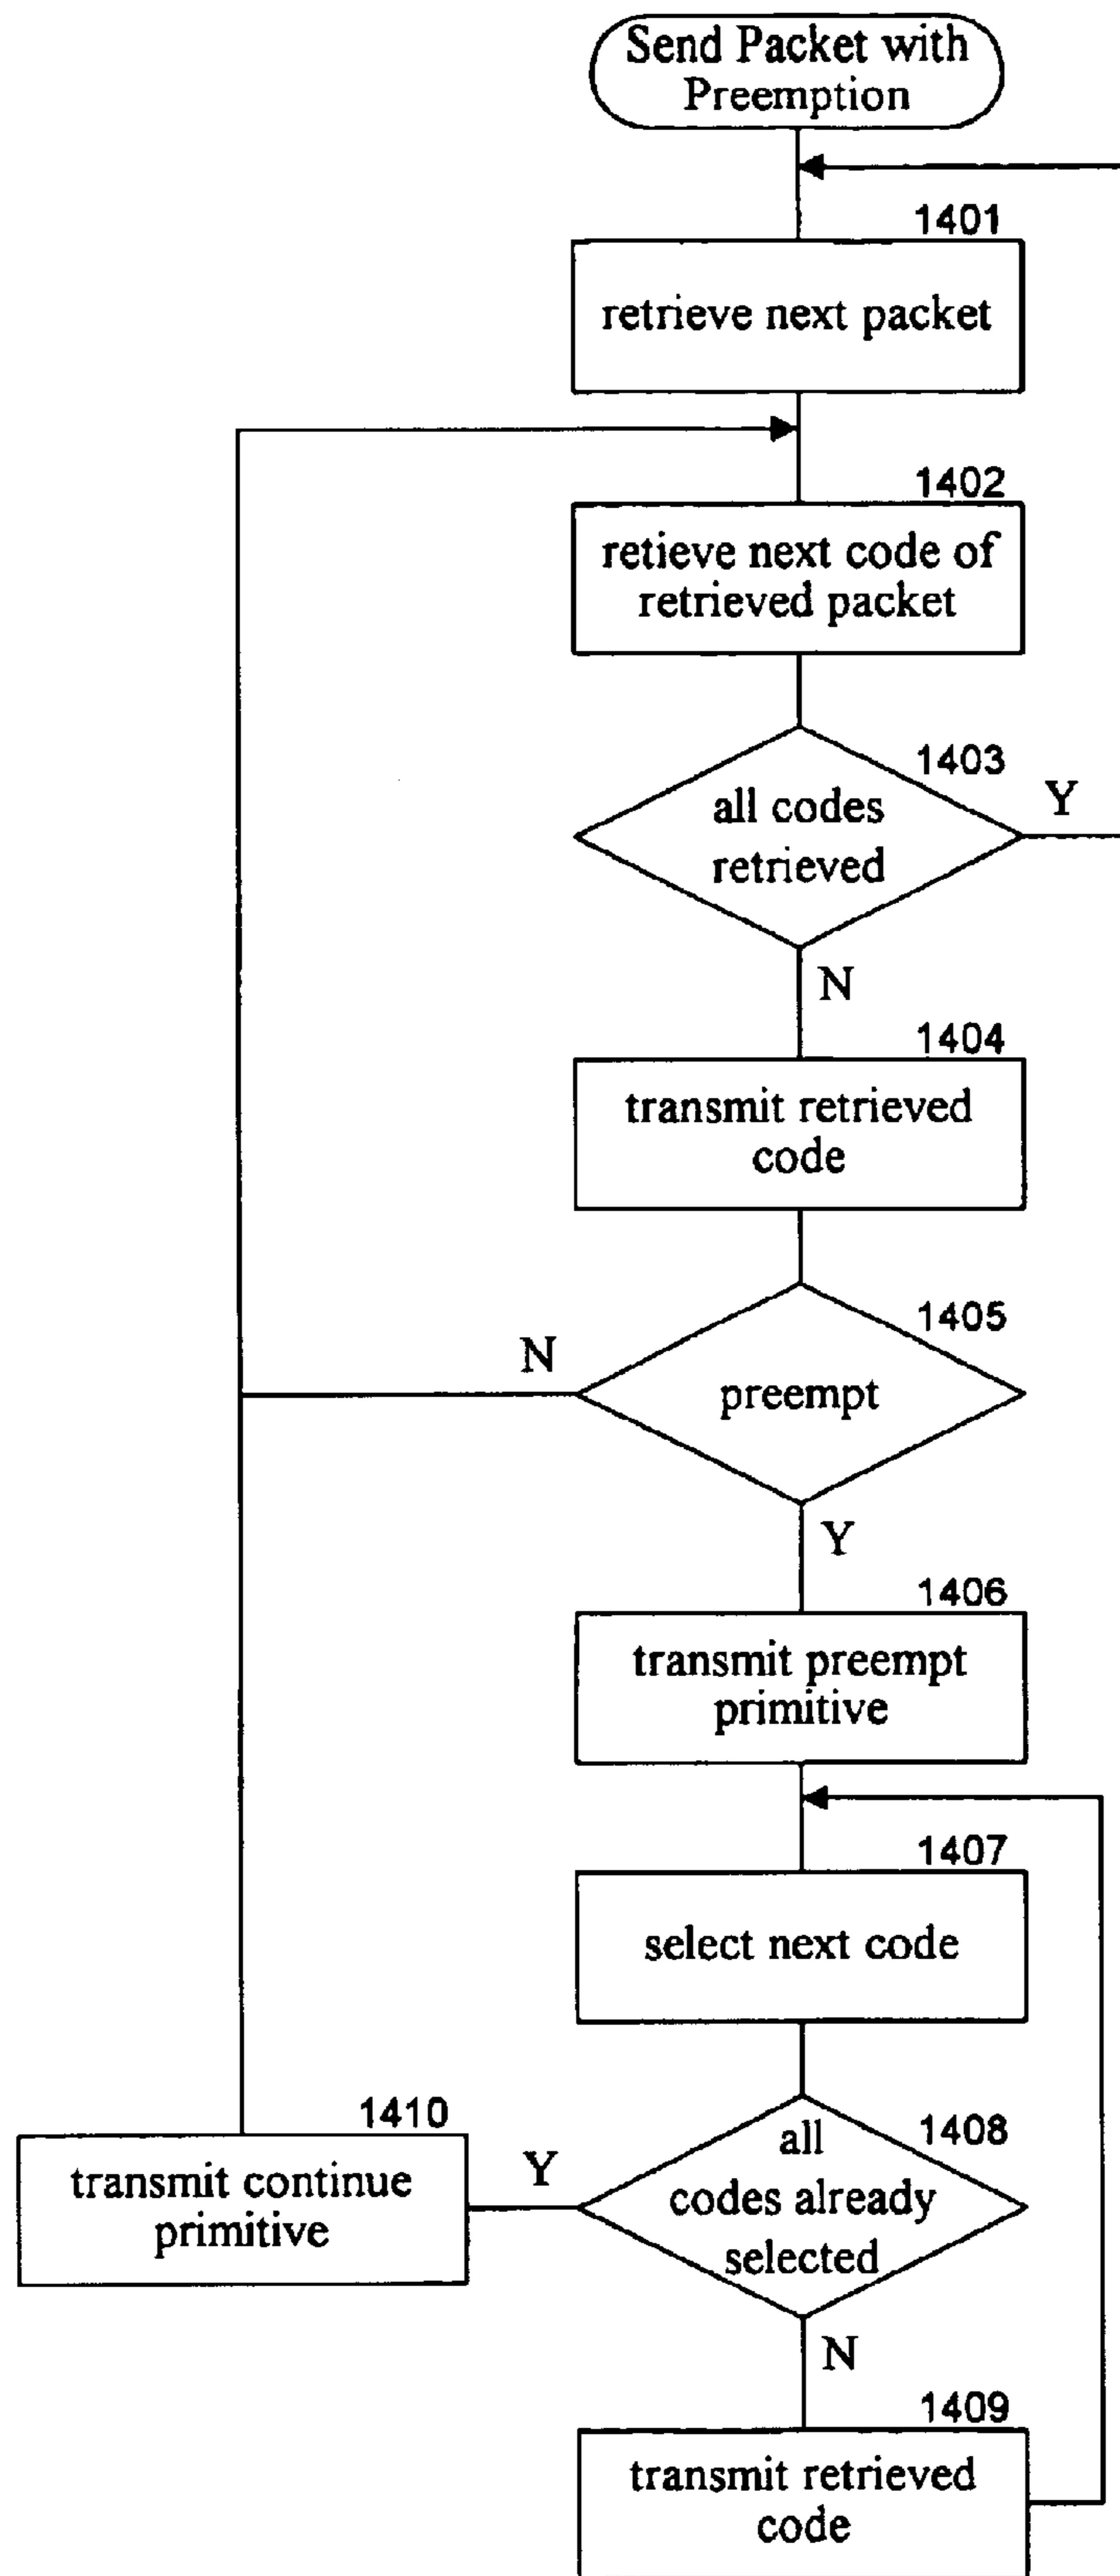 Send Packet with
Preemption
1401
retrieve next packet
1402
retieve next code of
retrieved packet
1403
all codes
retrieved
Y
N
1404
transmit retrieved
code
1405
N
preempt
Y
1406
transmit preempt
primitive
1407
select next code
1410
transmit continue
primitive
Y
1408
all
codes already
selected
N
1409
transmit retrieved
code